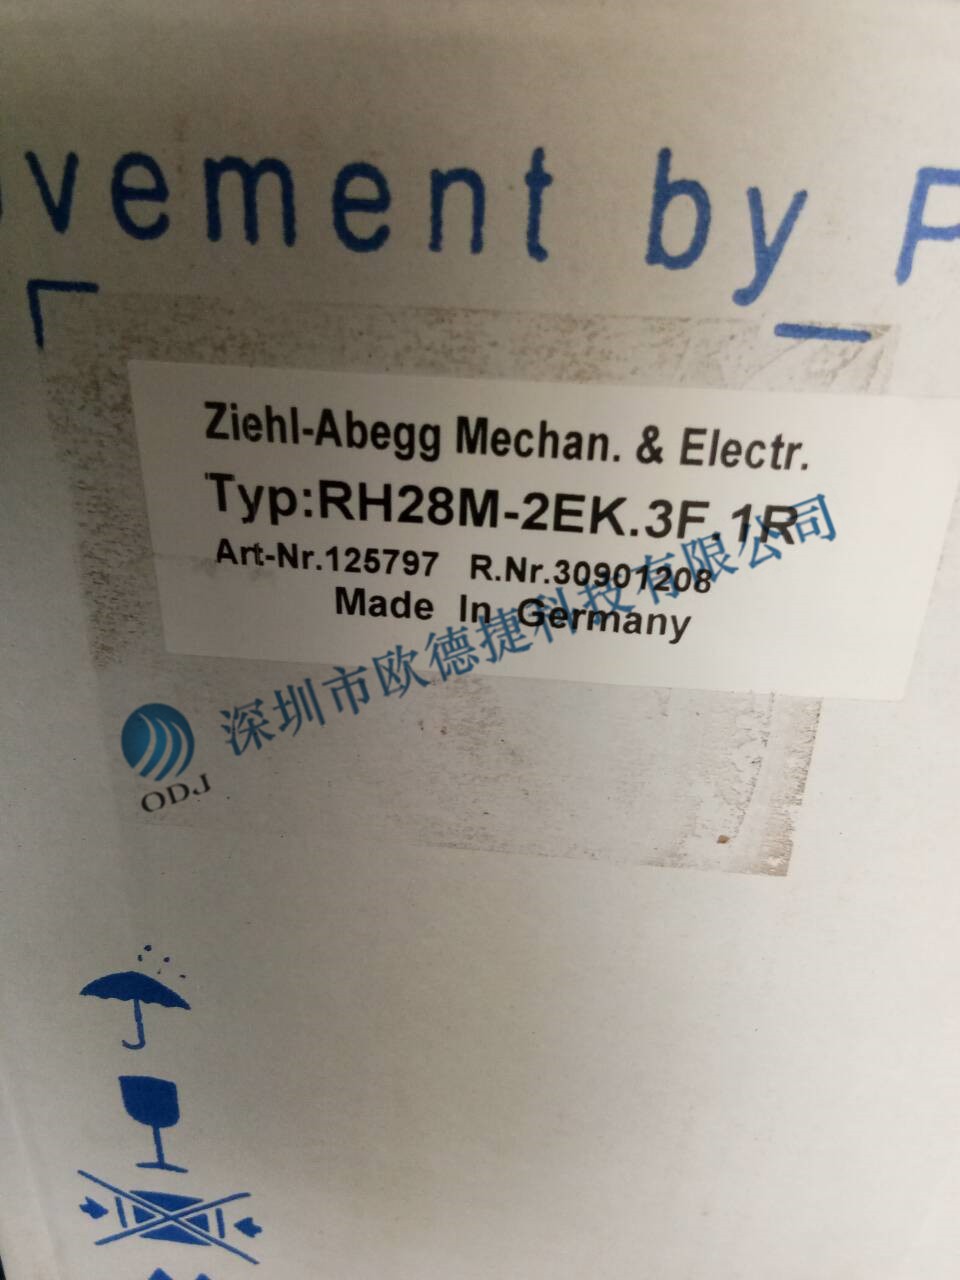 vement by P
Ziehl-Abegg Mechan. & Electr.
Typ:RH28M-2EK.3F.1R
Art-Nr.125797 R.Nr.30901208
Made In Germany
深圳市欧德捷科技有限公司
ODJ